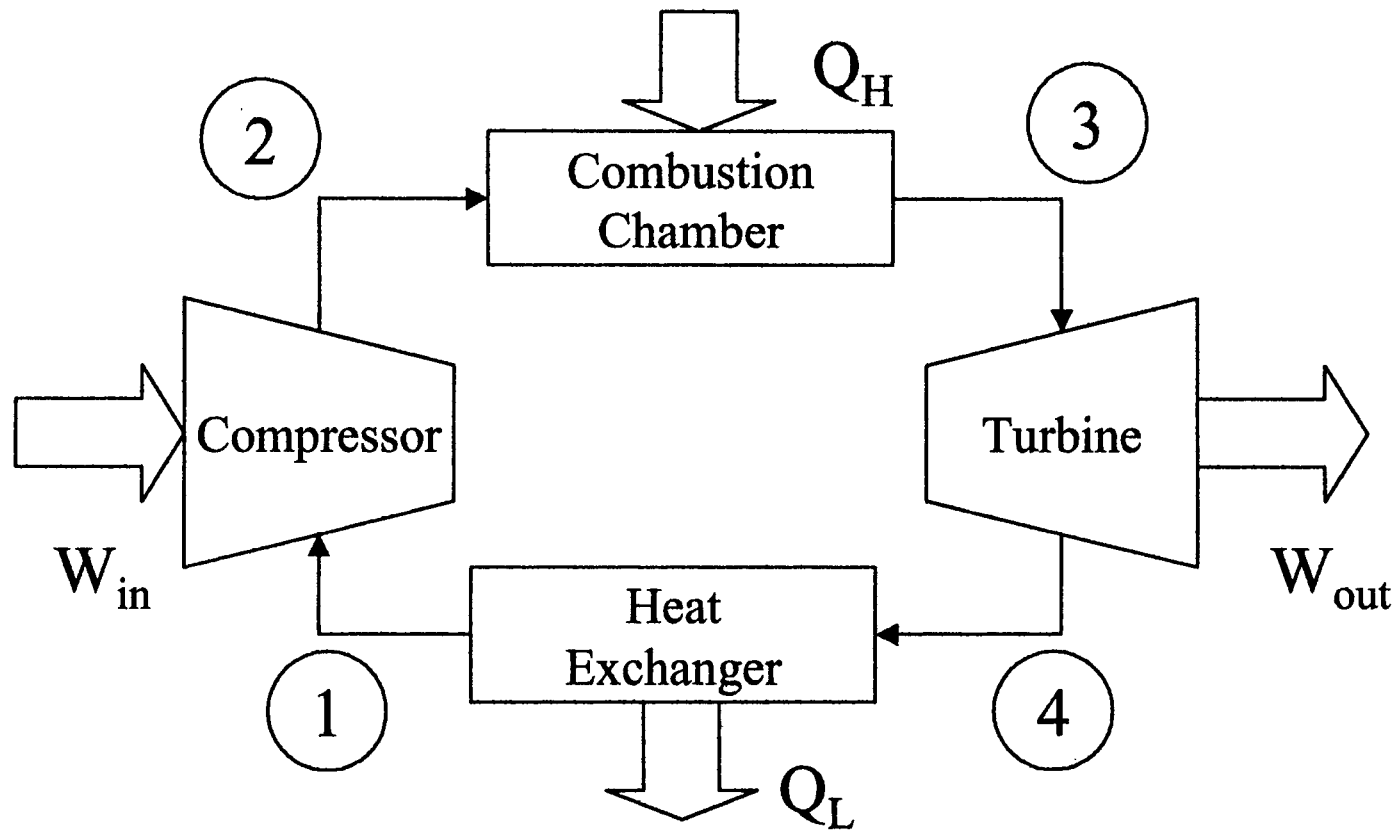 Q_H
2
3
Combustion
Chamber
Compressor
Turbine
W_in
W_out
Heat
Exchanger
1
4
Q_L